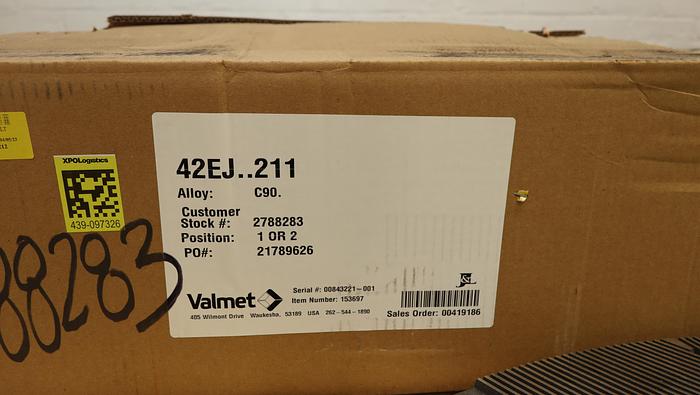 XPOLogistics
439-097326
88283
42EJ..211
Alloy: C90.
Customer
Stock #: 2788283
Position: 1 OR 2
PO#: 21789626
Valmet
Serial #: 00843221-001
Item Number: 153697
405 Wilmont Drive Waukesha, 53189 USA 262-544-1890
Sales Order: 00419186